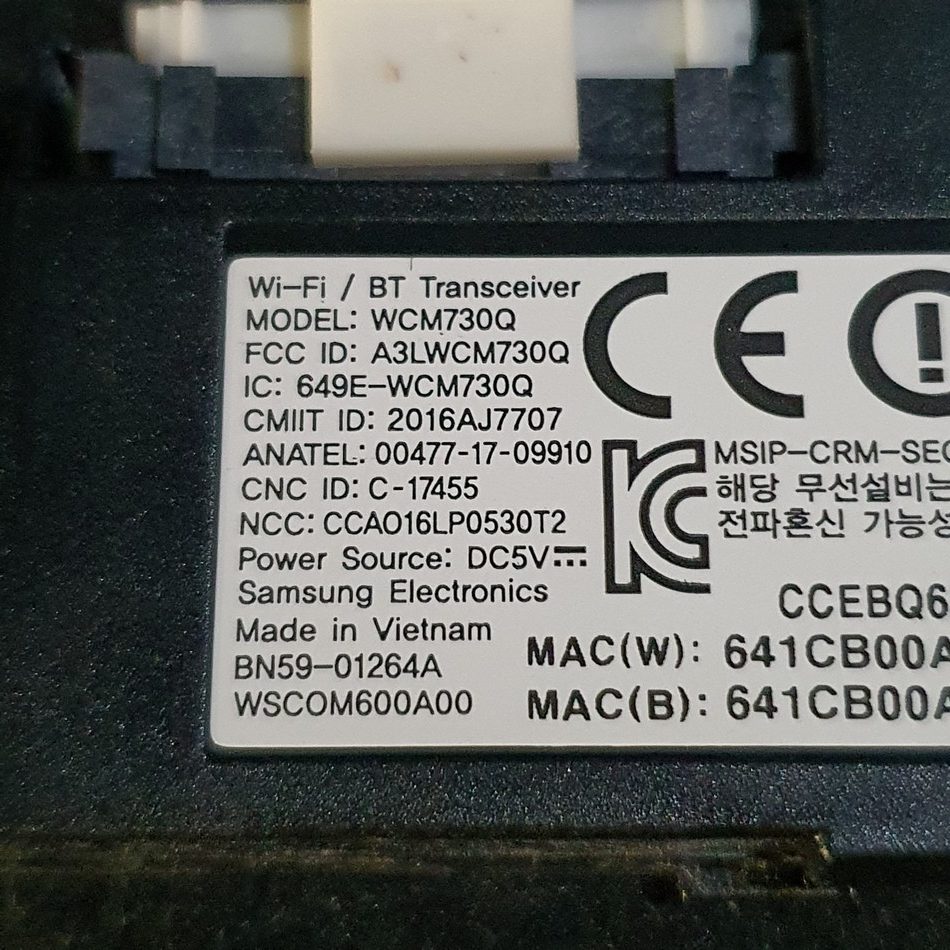 Wi-Fi / BT Transceiver
MODEL: WCM730Q
FCC ID: A3LWCM730Q
IC: 649E-WCM730Q
CMIIT ID: 2016AJ7707
ANATEL: 00477-17-09910
CNC ID: C-17455
NCC: CCAO16LP0530T2
Power Source: DC5V⎓
Samsung Electronics
Made in Vietnam
BN59-01264A
WSCOM600A00
CE
MSIP-CRM-SEC
해당 무선설비는
전파혼신 가능성
CCEBQ6
MAC(W): 641CB00A
MAC(B): 641CB00A